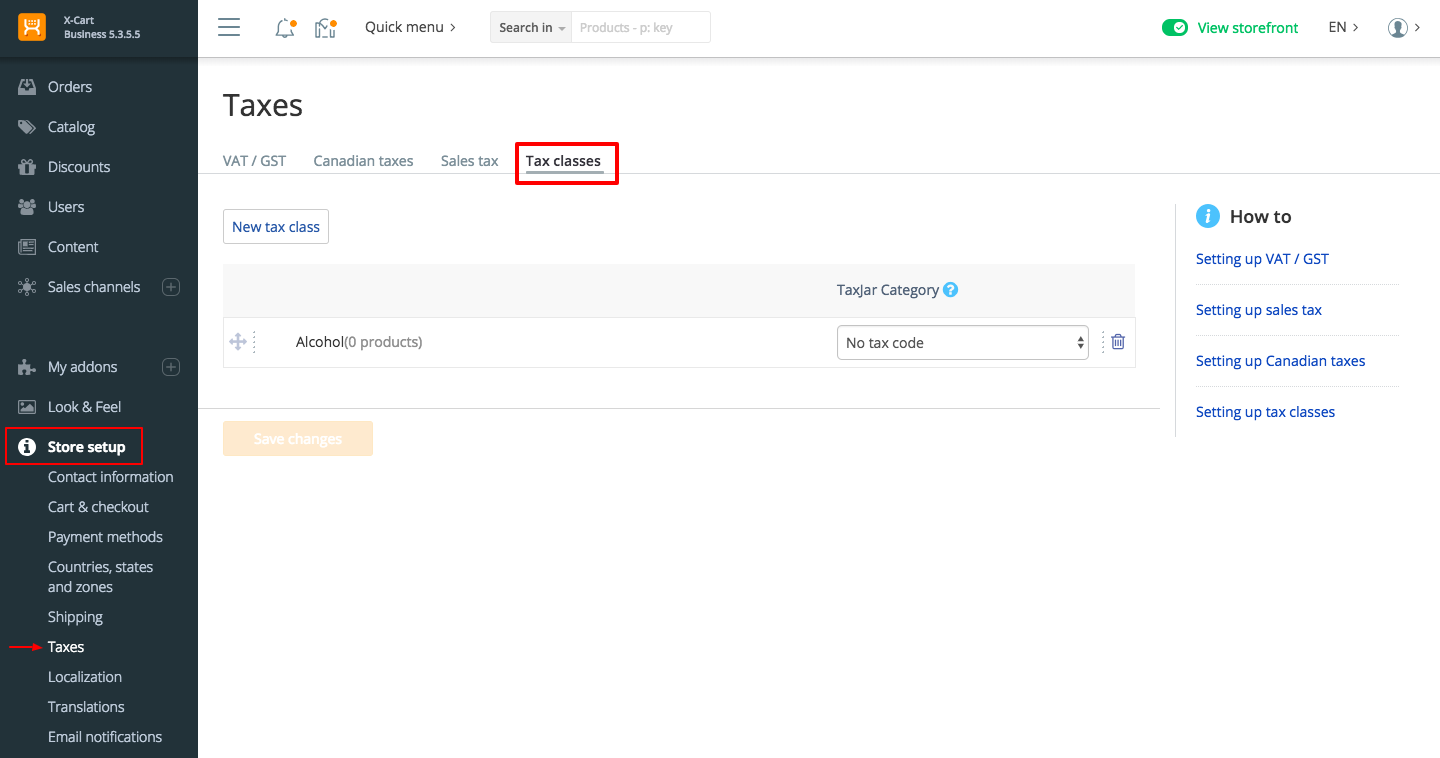 X-Cart
Business 5.3.5.5
Quick menu
Search in
Products - p: key
View storefront
EN
Orders
Catalog
Discounts
Users
Content
Sales channels
My addons
Look & Feel
Store setup
Contact information
Cart & checkout
Payment methods
Countries, states
and zones
Shipping
Taxes
Localization
Translations
Email notifications
Taxes
VAT / GST
Canadian taxes
Sales tax
Tax classes
New tax class
TaxJar Category ?
Alcohol(0 products)
No tax code
Save changes
How to
Setting up VAT / GST
Setting up sales tax
Setting up Canadian taxes
Setting up tax classes